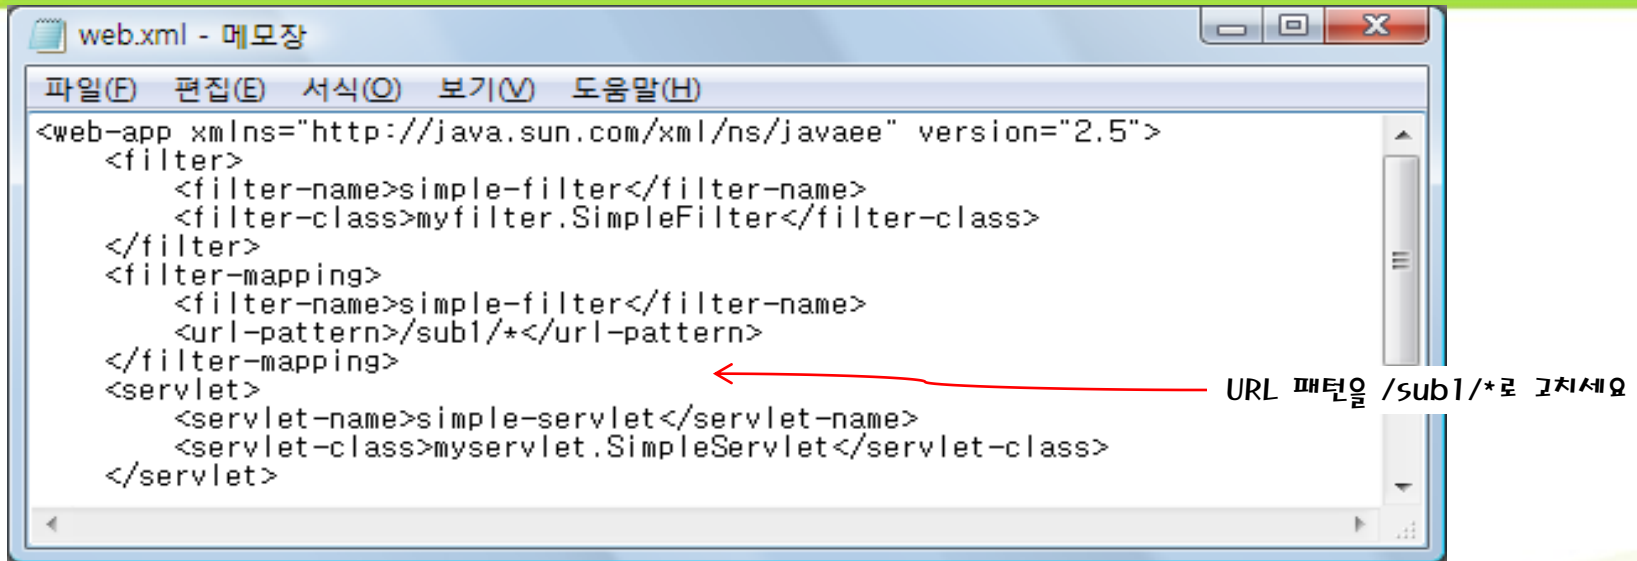 web.xml - 메모장
파일(F) 편집(E) 서식(O) 보기(V) 도움말(H)
<web-app xmlns="http://java.sun.com/xml/ns/javaee" version="2.5">
    <filter>
        <filter-name>simple-filter</filter-name>
        <filter-class>myfilter.SimpleFilter</filter-class>
    </filter>
    <filter-mapping>
        <filter-name>simple-filter</filter-name>
        <url-pattern>/sub1/*</url-pattern>
    </filter-mapping>
URL 패턴을 /sub1/*로 고치세요
    <servlet>
        <servlet-name>simple-servlet</servlet-name>
        <servlet-class>myservlet.SimpleServlet</servlet-class>
    </servlet>